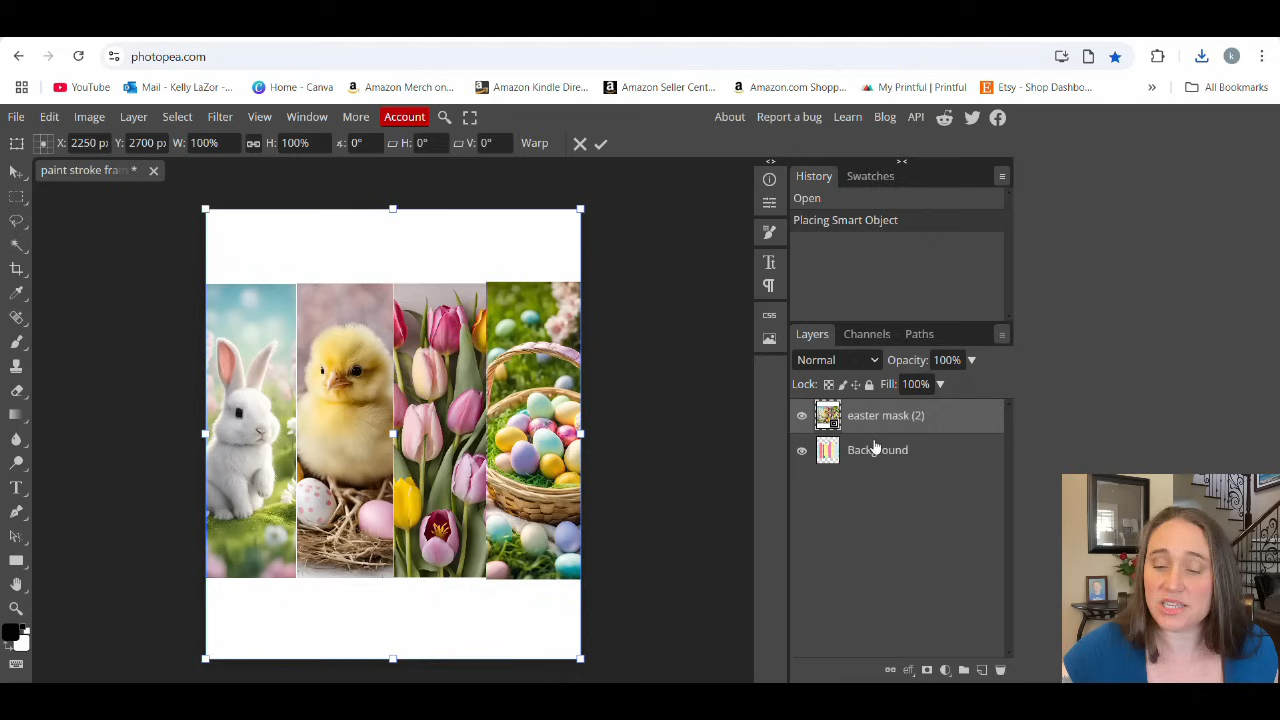 photopea.com
YouTube Mail - Kelly LaZor -... Home - Canva Amazon Merch on... Amazon Kindle Dire... Amazon Seller Cent... Amazon.com Shopp... My Printful | Printful Etsy - Shop Dashbo... » All Bookmarks
File Edit Image Layer Select Filter View Window More Account About Report a bug Learn Blog API
X: 2250 p Y: 2700 p W: 100% H: 100% ∡: 0° H: 0° V: 0° Warp
paint stroke fram *
History Swatches
Open
Placing Smart Object
CSS
Layers Channels Paths
Normal Opacity: 100%
Lock: Fill: 100%
easter mask (2)
Background
eff